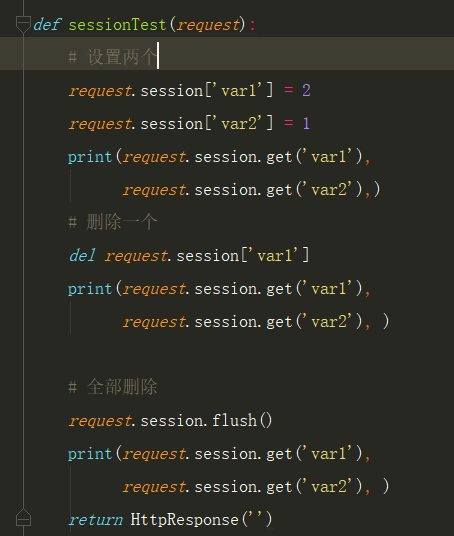 def sessionTest(request):
# 设置两个
request.session['var1'] = 2
request.session['var2'] = 1
print(request.session.get('var1'),
request.session.get('var2'),)
# 删除一个
del request.session['var1']
print(request.session.get('var1'),
request.session.get('var2'), )
# 全部删除
request.session.flush()
print(request.session.get('var1'),
request.session.get('var2'), )
return HttpResponse('')